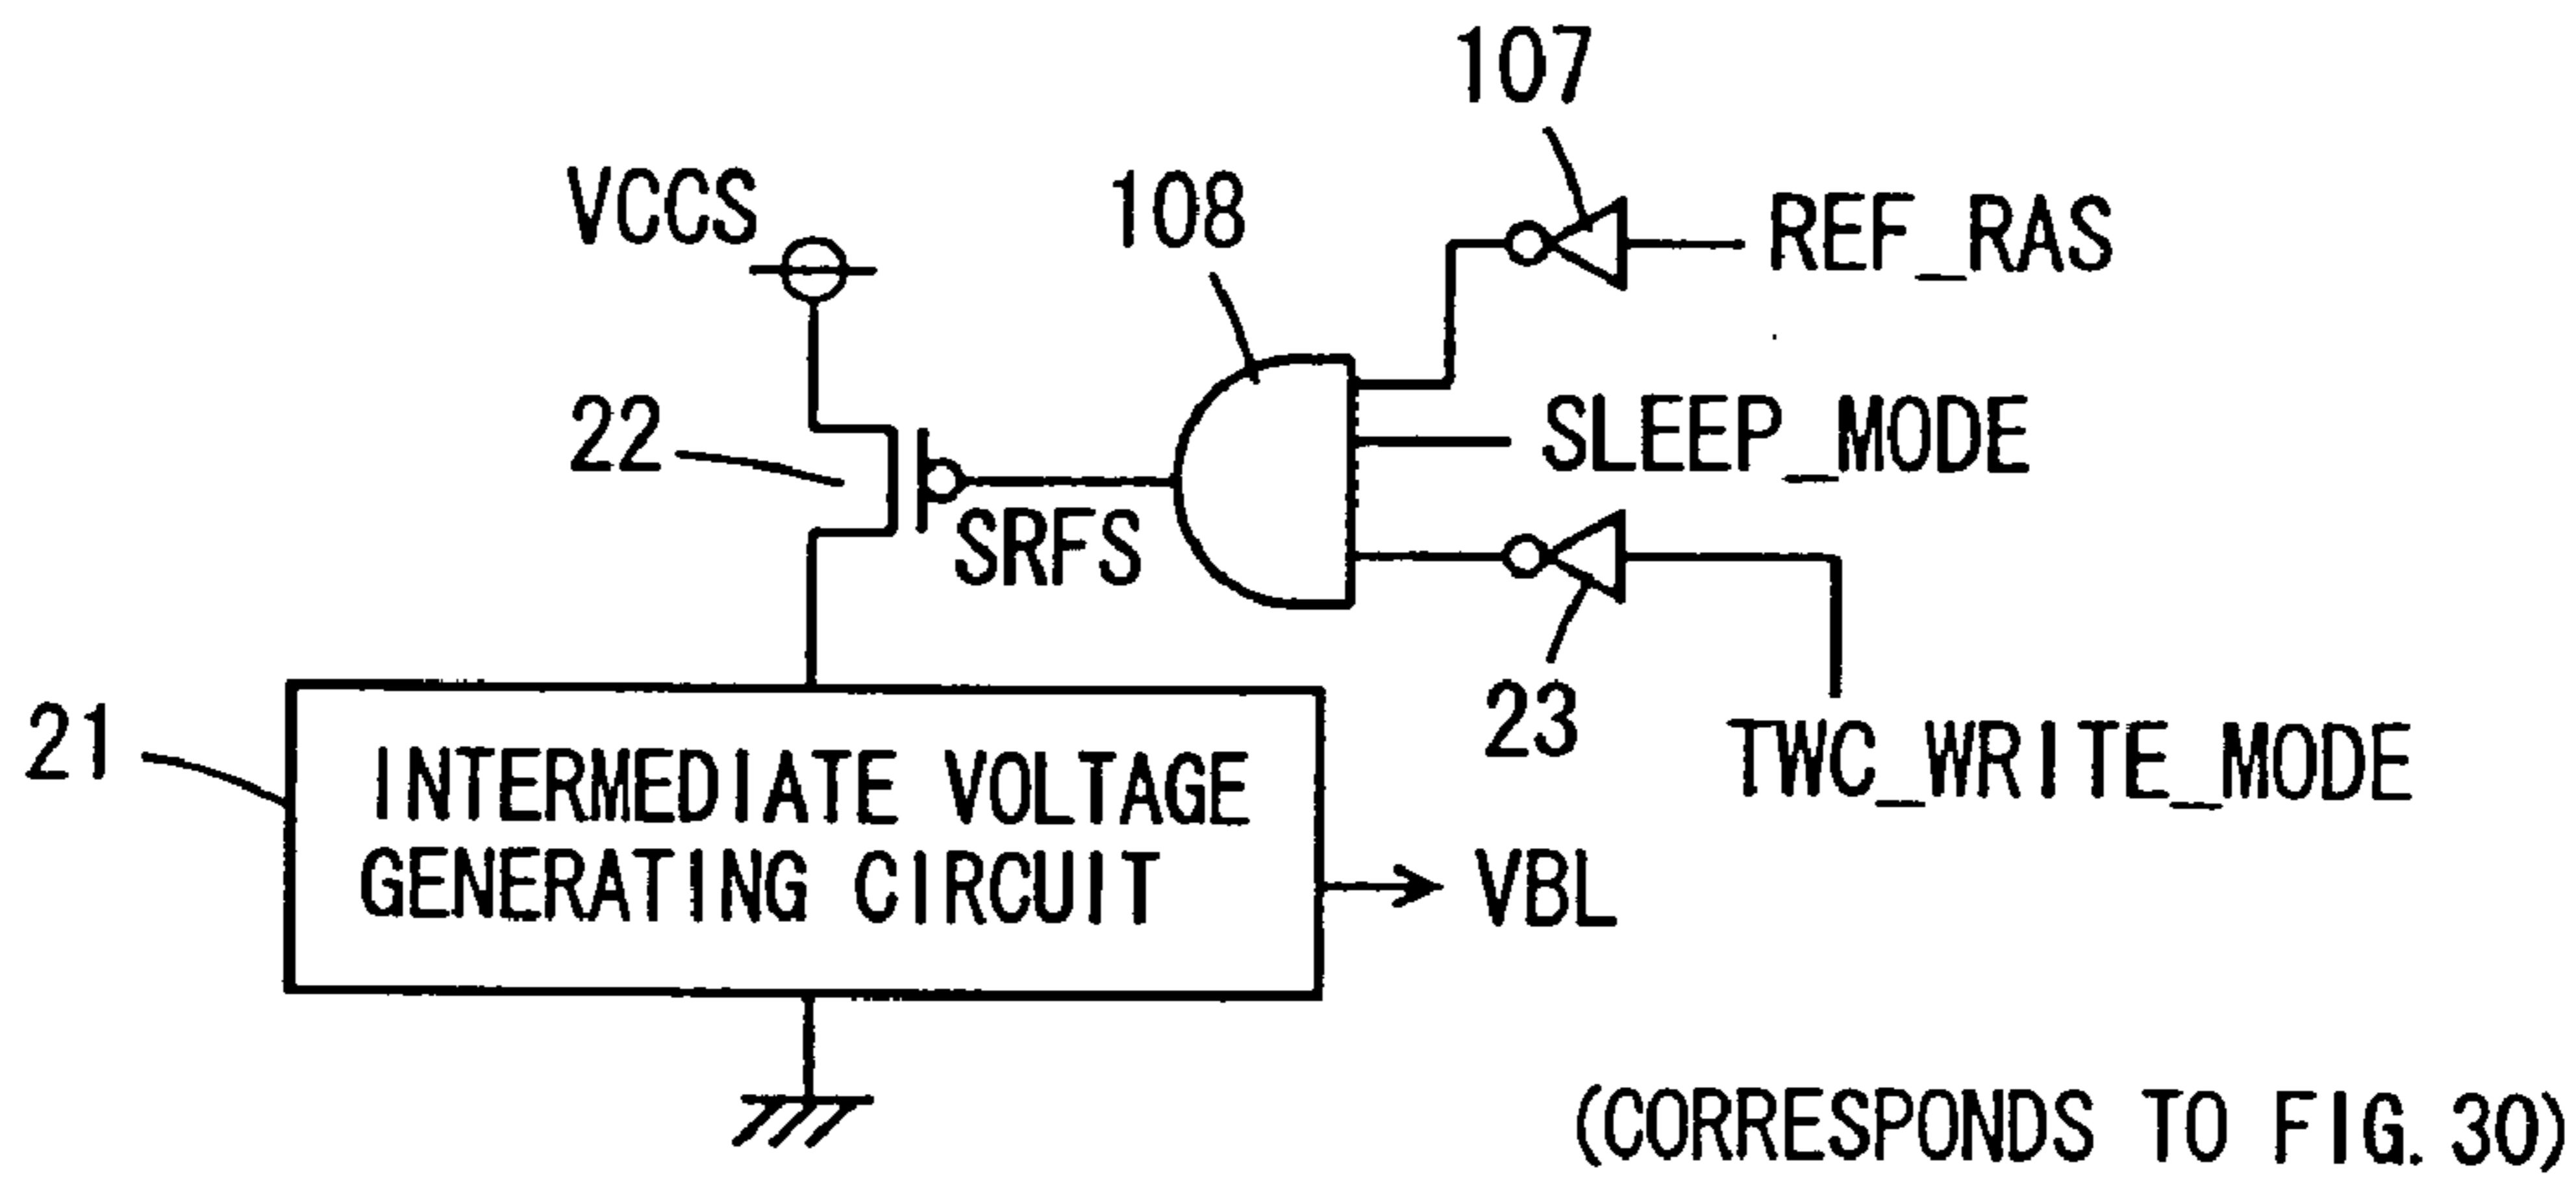 107
VCCS
108
REF_RAS
22
SLEEP_MODE
SRFS
23
21
TWC_WRITE_MODE
INTERMEDIATE VOLTAGE
GENERATING CIRCUIT
VBL
(CORRESPONDS TO FIG. 30)